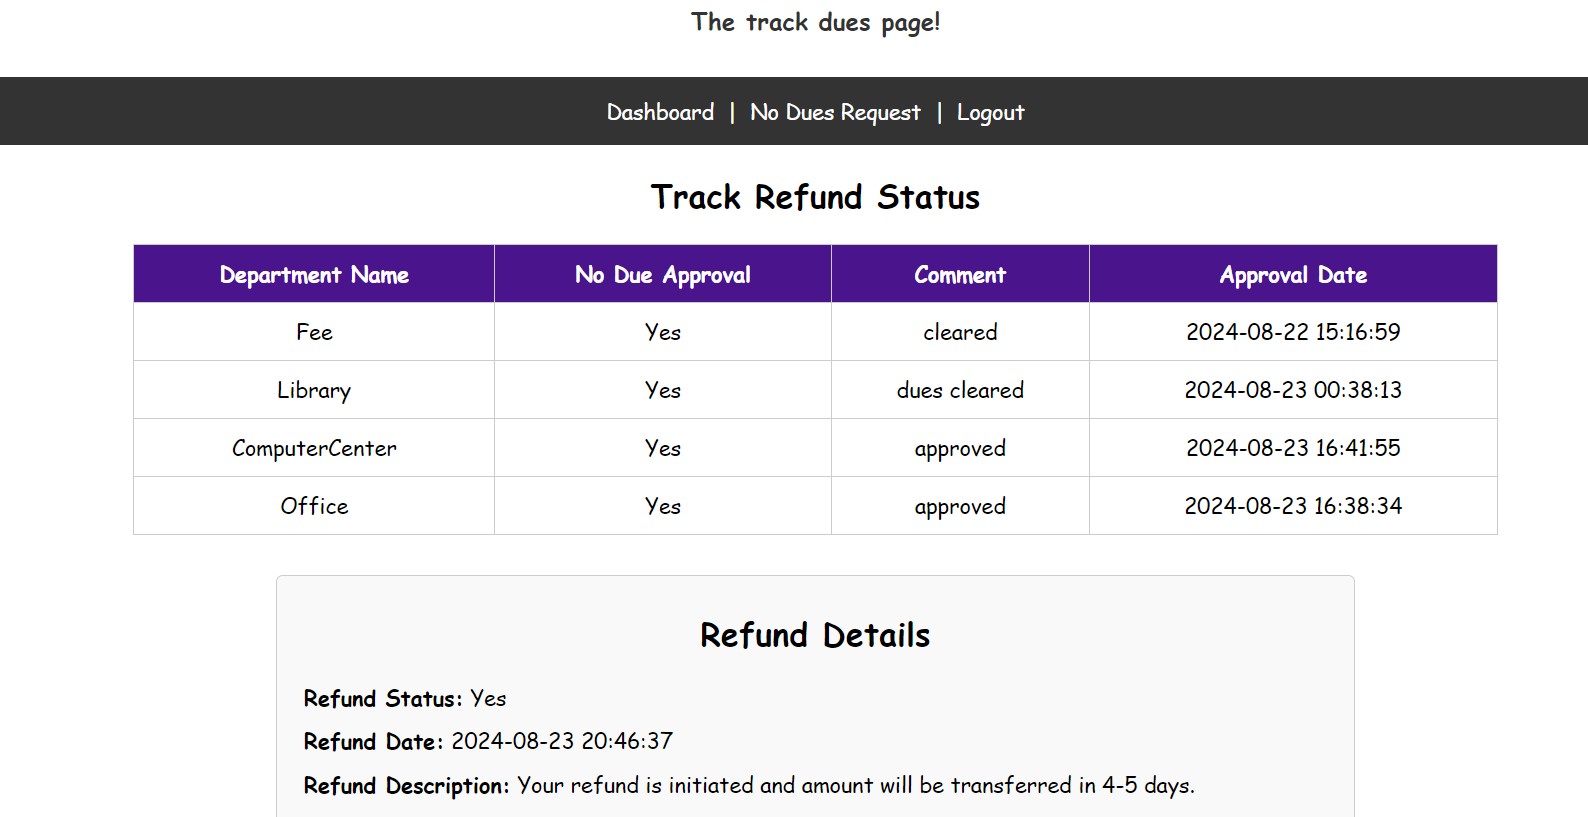 The track dues page!
Dashboard | No Dues Request | Logout
Track Refund Status
Department Name No Due Approval Comment Approval Date
Fee Yes cleared 2024-08-22 15:16:59
Library Yes dues cleared 2024-08-23 00:38:13
ComputerCenter Yes approved 2024-08-23 16:41:55
Office Yes approved 2024-08-23 16:38:34
Refund Details
Refund Status: Yes
Refund Date: 2024-08-23 20:46:37
Refund Description: Your refund is initiated and amount will be transferred in 4-5 days.